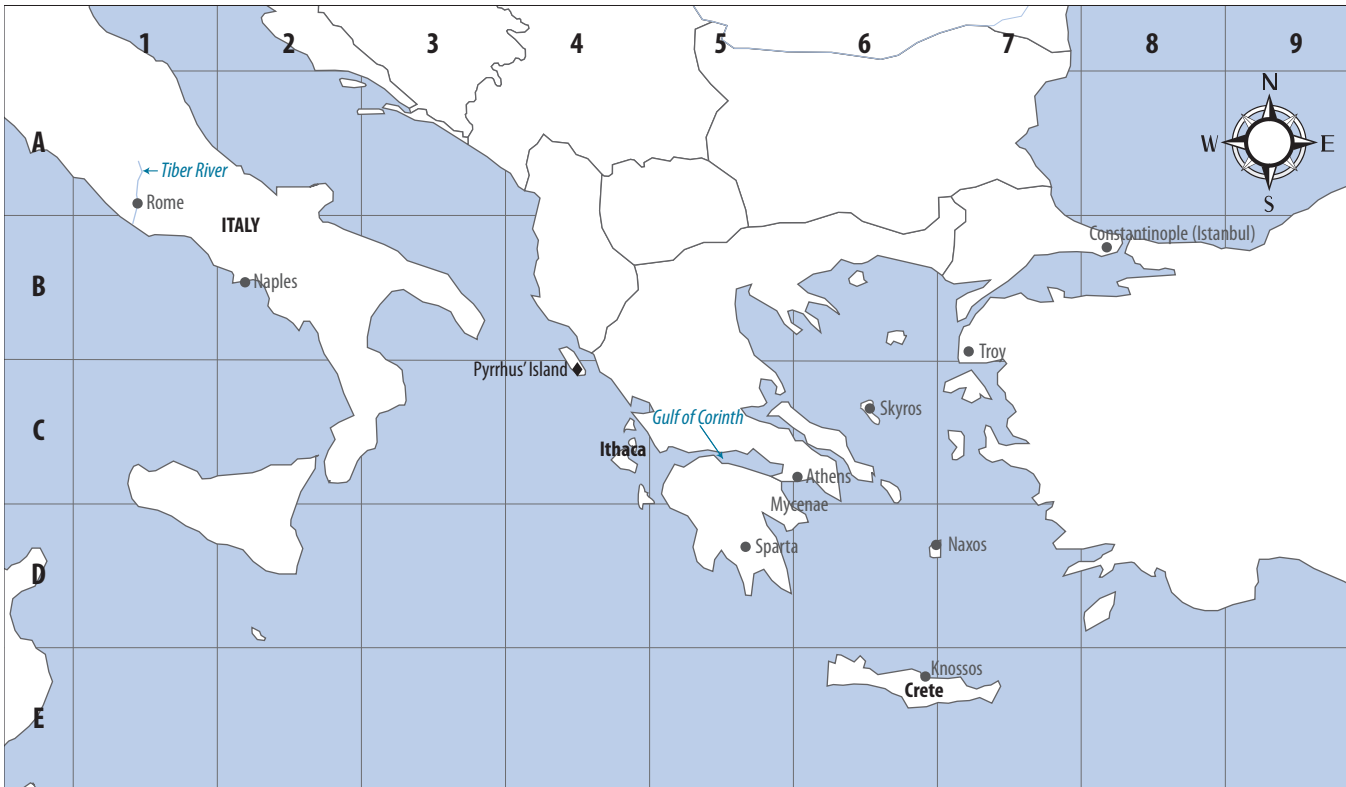 1 2 3 4 5 6 7 8 9
N
A
W E
Tiber River
Rome
S
ITALY
Constantinople (Istanbul)
B
Naples
Troy
Pyrrhus' Island
Skyros
Gulf of Corinth
C
Ithaca
Athens
Mycenae
Sparta
Naxos
D
Knossos
Crete
E